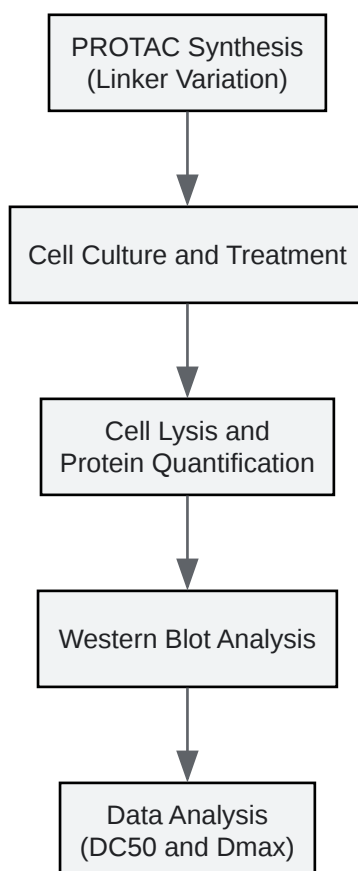 PROTAC Synthesis
(Linker Variation)
Cell Culture and Treatment
Cell Lysis and
Protein Quantification
Western Blot Analysis
Data Analysis
(DC50 and Dmax)